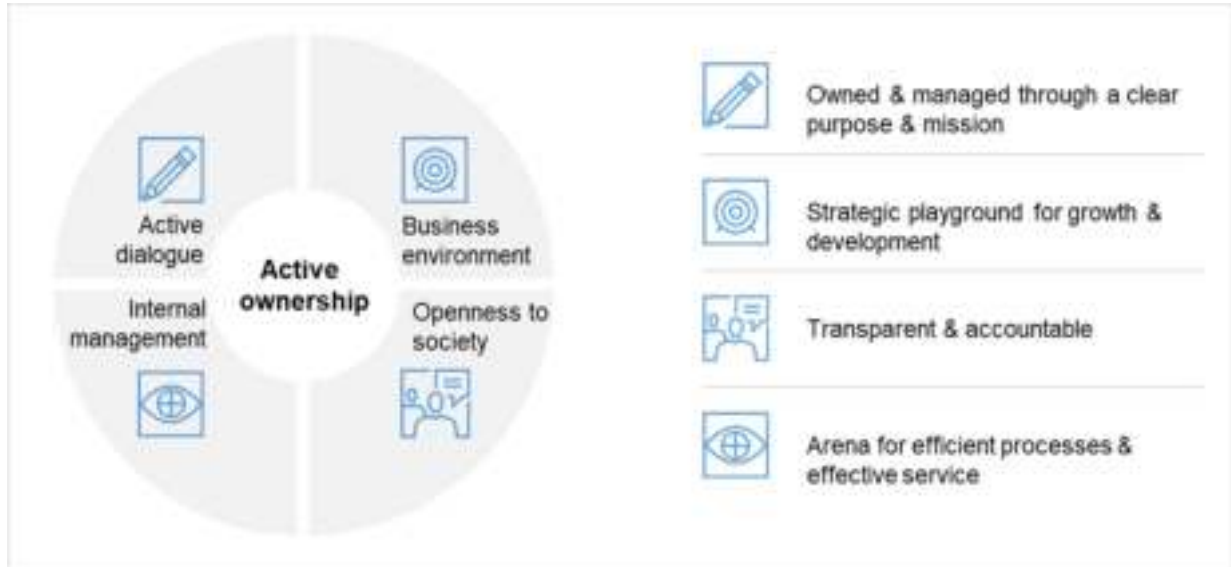 Active
dialogue
Business
environment
Active
ownership
Internal
management
Openness to
society
Owned & managed through a clear
purpose & mission
Strategic playground for growth &
development
Transparent & accountable
Arena for efficient processes &
effective service